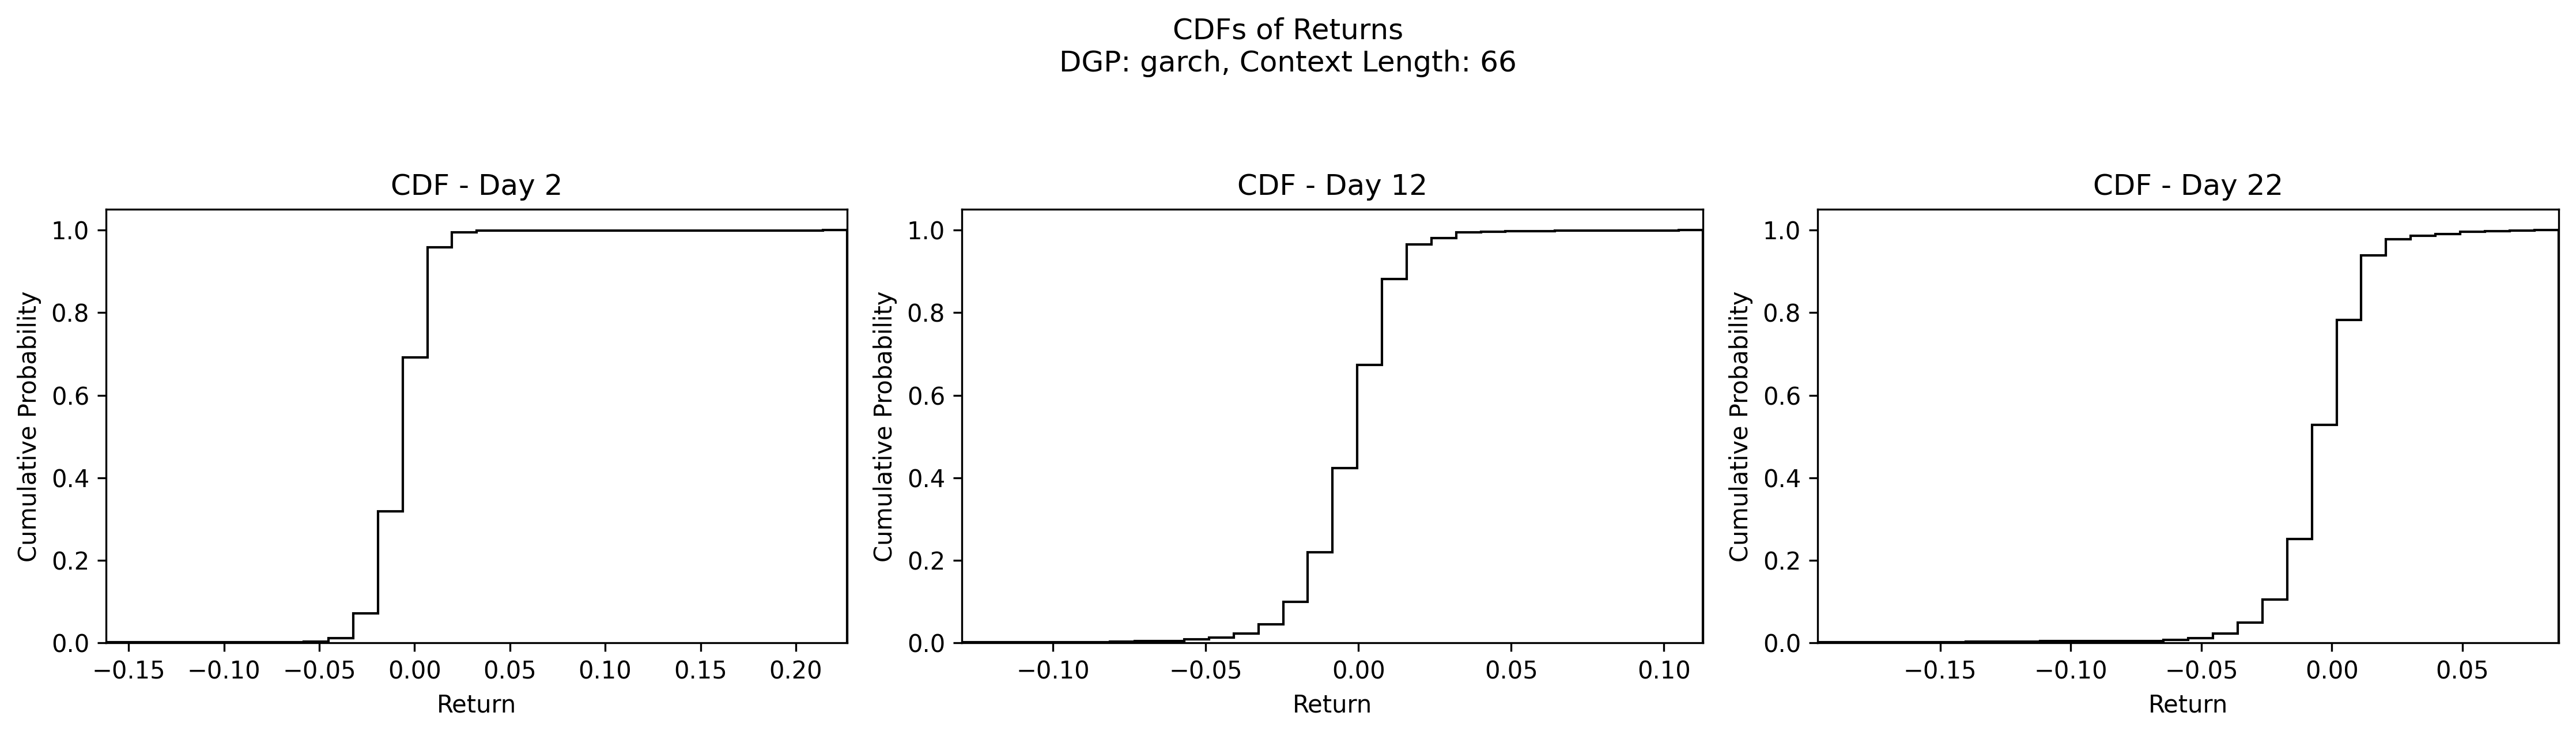 CDFs of Returns
DGP: garch, Context Length: 66
CDF - Day 2
Cumulative Probability
1.0
0.8
0.6
0.4
0.2
0.0
−0.15 −0.10 −0.05 0.00 0.05 0.10 0.15 0.20
Return
CDF - Day 12
Cumulative Probability
1.0
0.8
0.6
0.4
0.2
0.0
−0.10 −0.05 0.00 0.05 0.10
Return
CDF - Day 22
Cumulative Probability
1.0
0.8
0.6
0.4
0.2
0.0
−0.15 −0.10 −0.05 0.00 0.05
Return